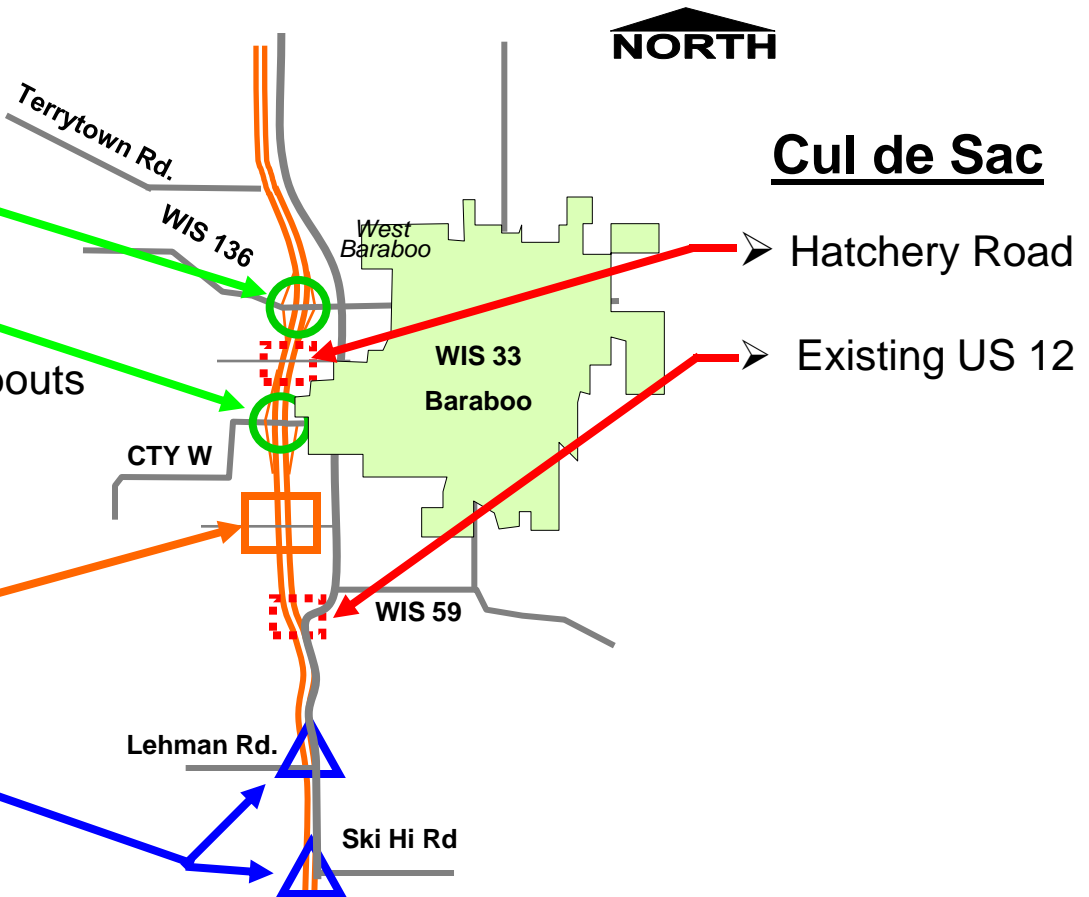 NORTH
Terrytown Rd.
Cul de Sac
WIS 136
West
Baraboo
➢ Hatchery Road
WIS 33
➢ Existing US 12
bouts
Baraboo
CTY W
WIS 59
Lehman Rd.
Ski Hi Rd